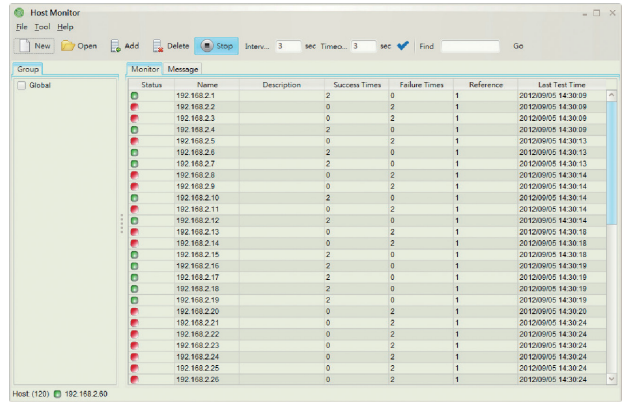 Host Monitor
File Tool Help
New Open Add Delete Stop Interv... 3 sec Timeo... 3 sec Find Go
Group Monitor Message
Global
Status Name Description Success Times Failure Times Reference Last Test Time
192.168.2.1 2 0 1 2012/09/05 14:30:09
192.168.2.2 0 2 1 2012/09/05 14:30:09
192.168.2.3 0 2 1 2012/09/05 14:30:09
192.168.2.4 2 0 1 2012/09/05 14:30:09
192.168.2.5 0 2 1 2012/09/05 14:30:13
192.168.2.6 2 0 1 2012/09/05 14:30:13
192.168.2.7 2 0 1 2012/09/05 14:30:13
192.168.2.8 0 2 1 2012/09/05 14:30:14
192.168.2.9 0 2 1 2012/09/05 14:30:14
192.168.2.10 2 0 1 2012/09/05 14:30:14
192.168.2.11 0 2 1 2012/09/05 14:30:14
192.168.2.12 2 0 1 2012/09/05 14:30:14
192.168.2.13 0 2 1 2012/09/05 14:30:18
192.168.2.14 0 2 1 2012/09/05 14:30:18
192.168.2.15 2 0 1 2012/09/05 14:30:18
192.168.2.16 2 0 1 2012/09/05 14:30:19
192.168.2.17 2 0 1 2012/09/05 14:30:19
192.168.2.18 2 0 1 2012/09/05 14:30:19
192.168.2.19 2 0 1 2012/09/05 14:30:19
192.168.2.20 0 2 1 2012/09/05 14:30:20
192.168.2.21 0 2 1 2012/09/05 14:30:24
192.168.2.22 0 2 1 2012/09/05 14:30:24
192.168.2.23 0 2 1 2012/09/05 14:30:24
192.168.2.24 0 2 1 2012/09/05 14:30:24
192.168.2.25 0 2 1 2012/09/05 14:30:24
192.168.2.26 0 2 1 2012/09/05 14:30:24
Host (120) 192.168.2.60